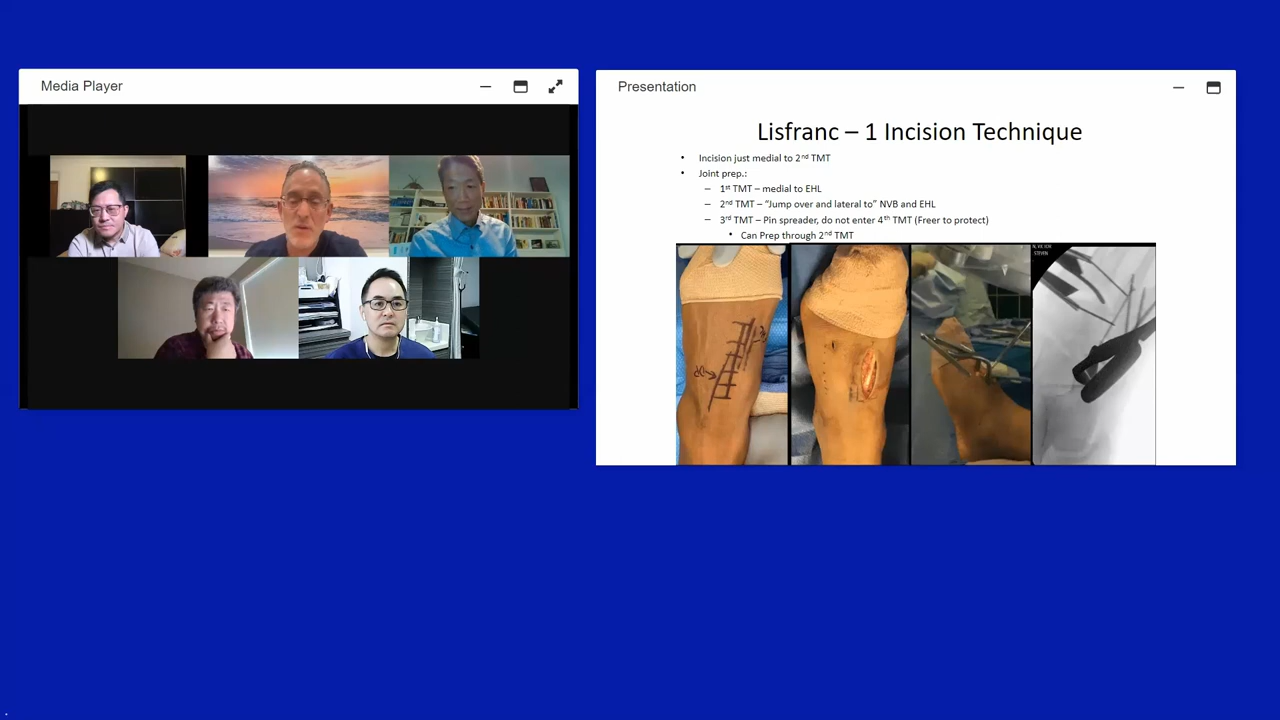 Media Player
Presentation
Lisfranc – 1 Incision Technique
• Incision just medial to 2nd TMT
• Joint prep.:
– 1st TMT – medial to EHL
– 2nd TMT – “Jump over and lateral to” NVB and EHL
– 3rd TMT – Pin spreader, do not enter 4th TMT (Freer to protect)
• Can Prep through 2nd TMT
DP
STEVEN